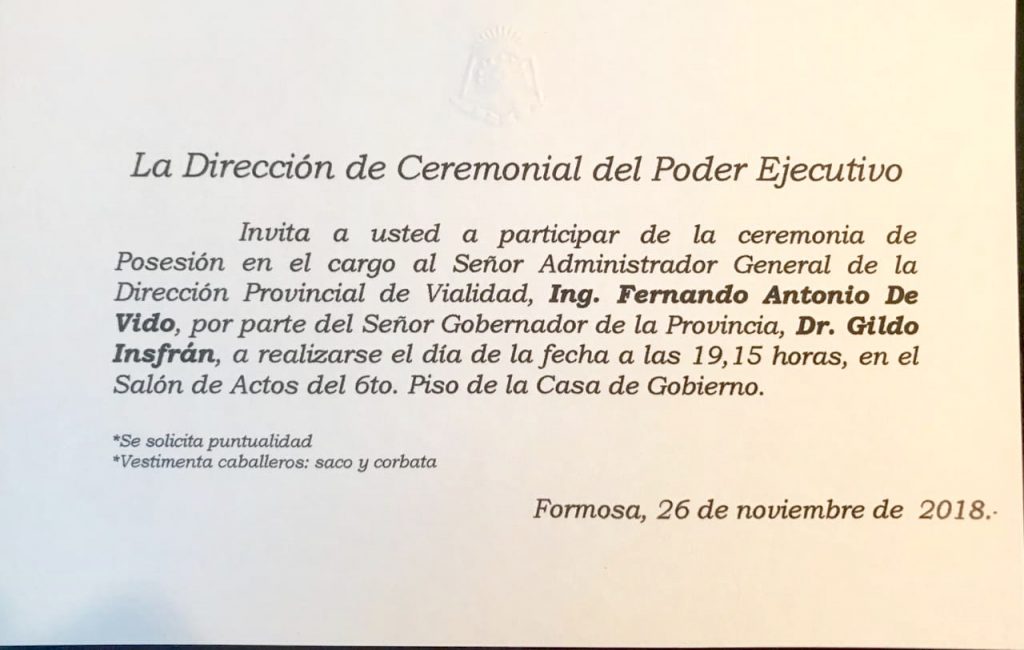 La Dirección de Ceremonial del Poder Ejecutivo
Invita a usted a participar de la ceremonia de
Posesión en el cargo al Señor Administrador General de la
Dirección Provincial de Vialidad, Ing. Fernando Antonio De
Vido, por parte del Señor Gobernador de la Provincia, Dr. Gildo
Insfrán, a realizarse el día de la fecha a las 19,15 horas, en el
Salón de Actos del 6to. Piso de la Casa de Gobierno.
*Se solicita puntualidad
*Vestimenta caballeros: saco y corbata
Formosa, 26 de noviembre de 2018.-